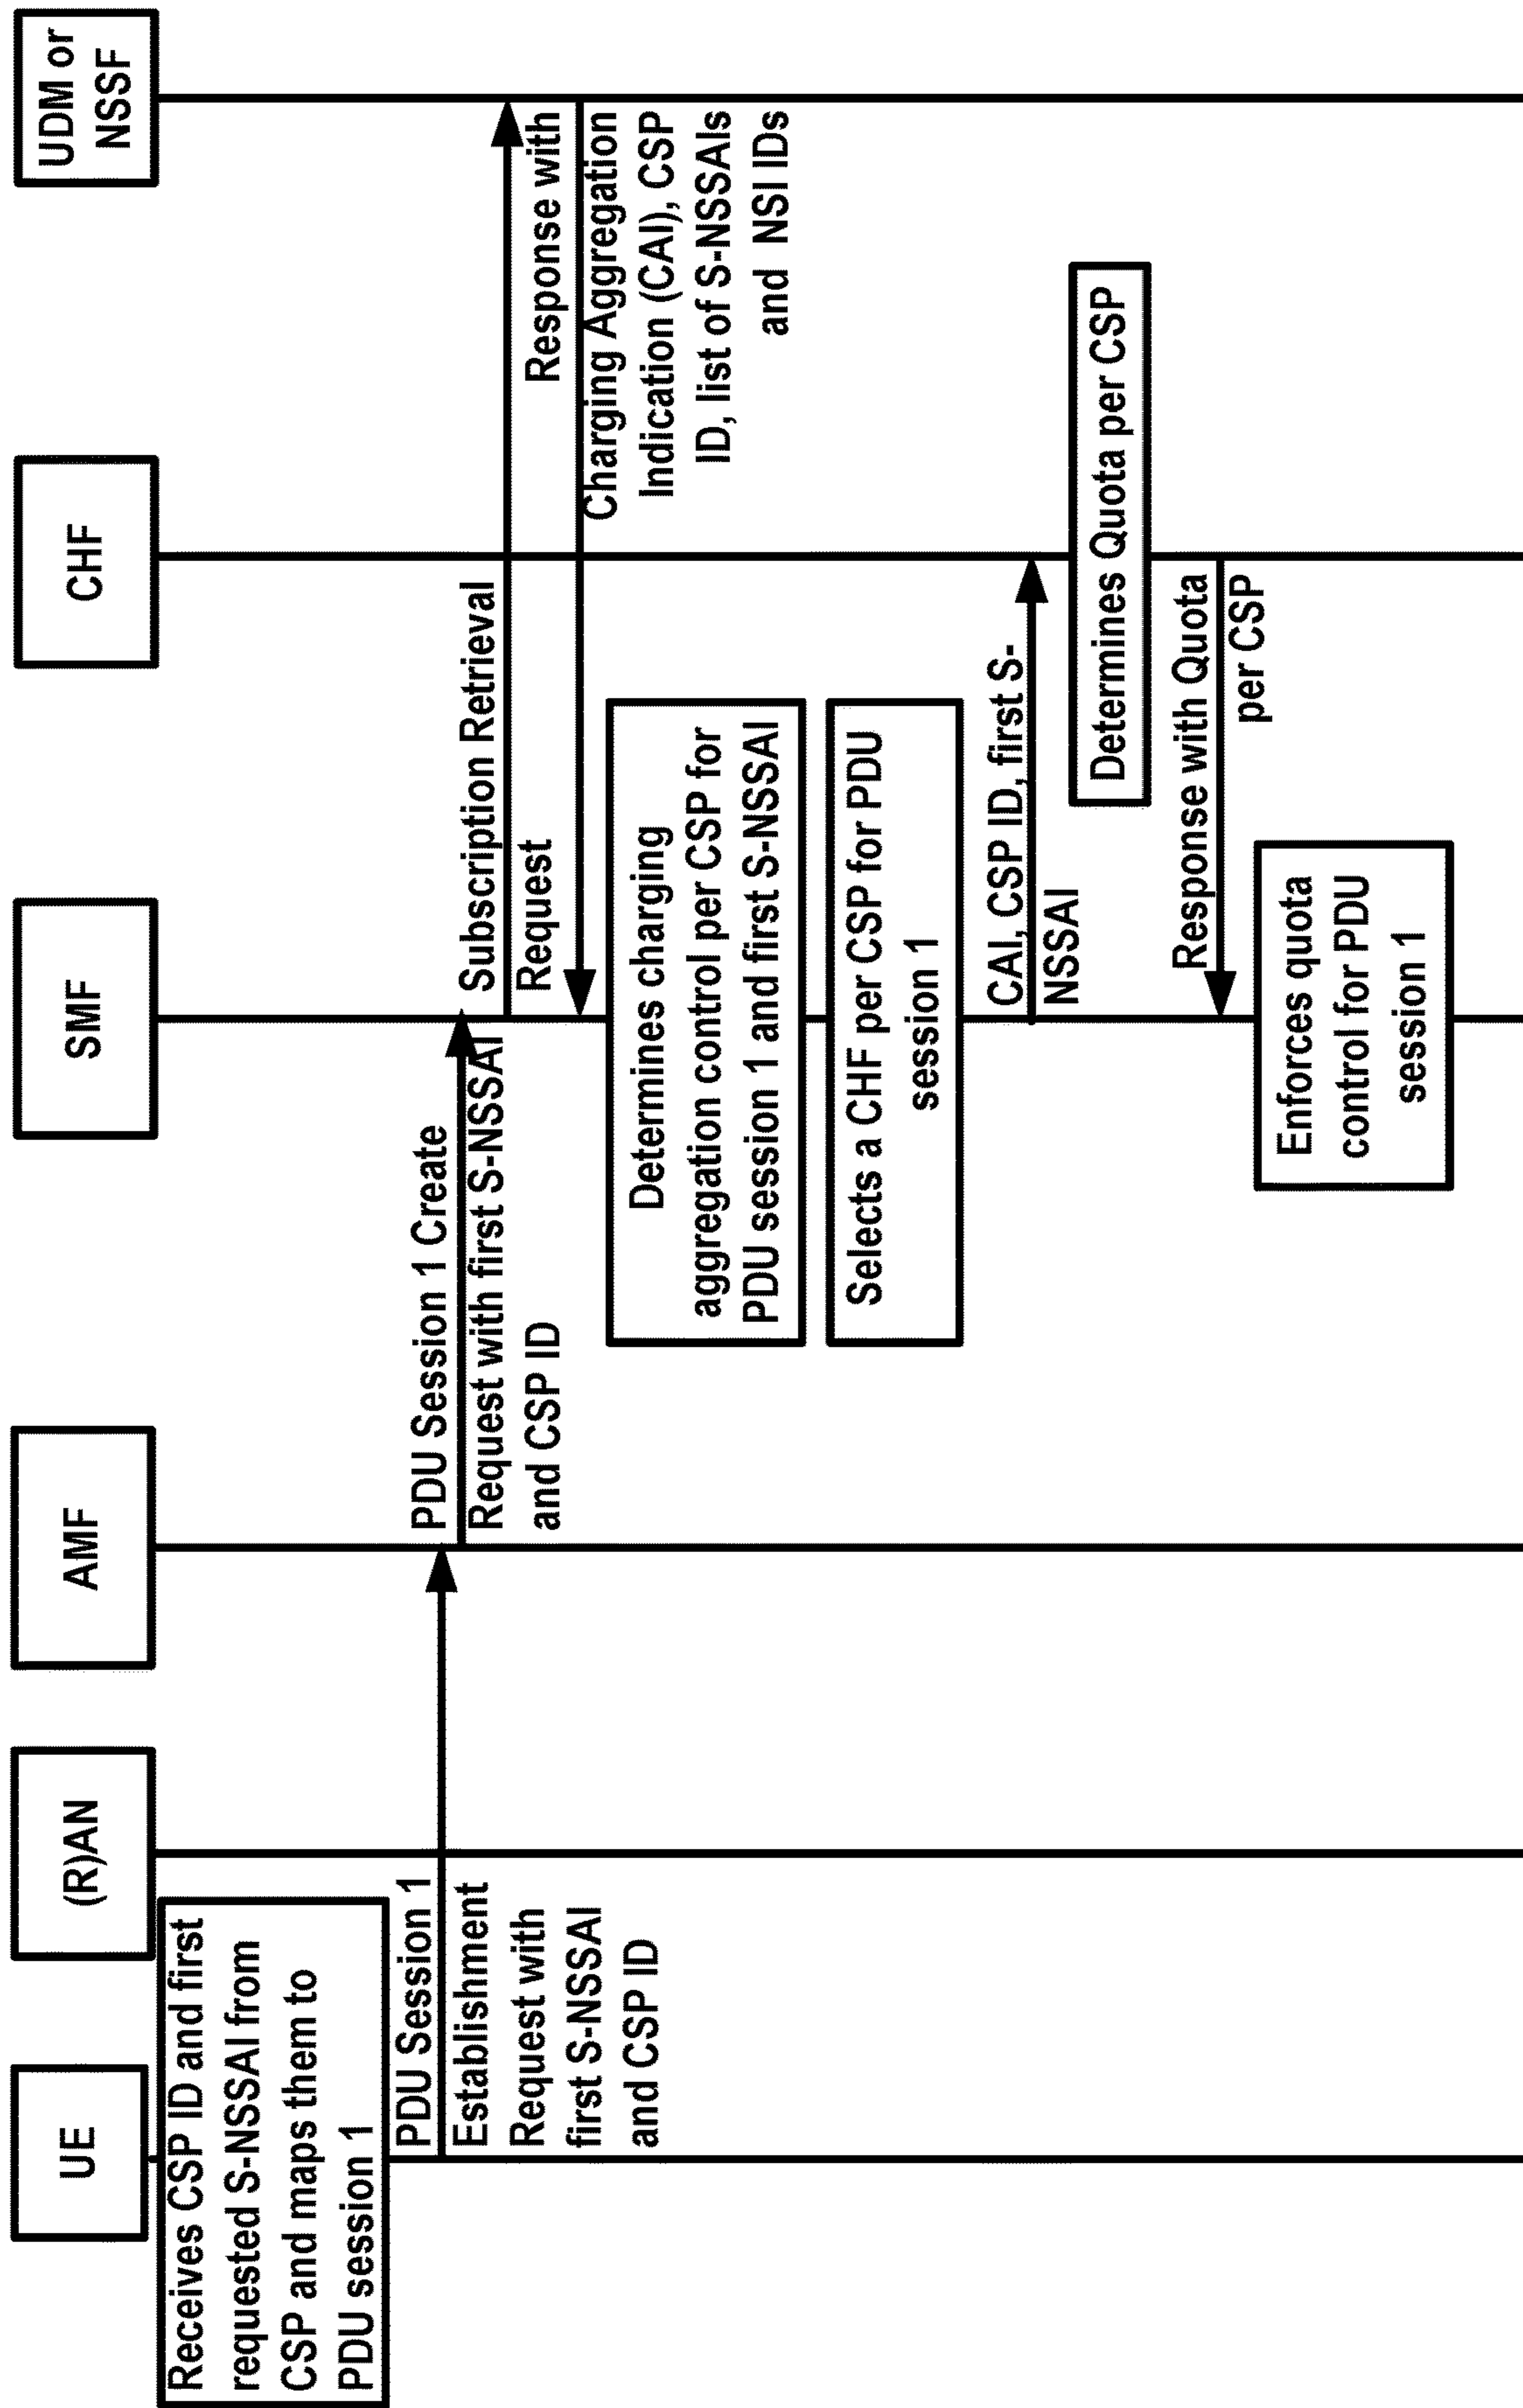 UE
(R)AN
AMF
SMF
CHF
UDM or
NSSF
Receives CSP ID and first
requested S-NSSAI from
CSP and maps them to
PDU session 1
PDU Session 1
Establishment
Request with
first S-NSSAI
and CSP ID
PDU Session 1 Create
Request with first S-NSSAI
and CSP ID
Subscription Retrieval
Request
Response with
Charging Aggregation
Indication (CAI), CSP
ID, list of S-NSSAIs
and NSI IDs
Determines charging
aggregation control per CSP for
PDU session 1 and first S-NSSAI
Selects a CHF per CSP for PDU
session 1
CAI, CSP ID, first S-
NSSAI
Determines Quota per CSP
Response with Quota
per CSP
Enforces quota
control for PDU
session 1